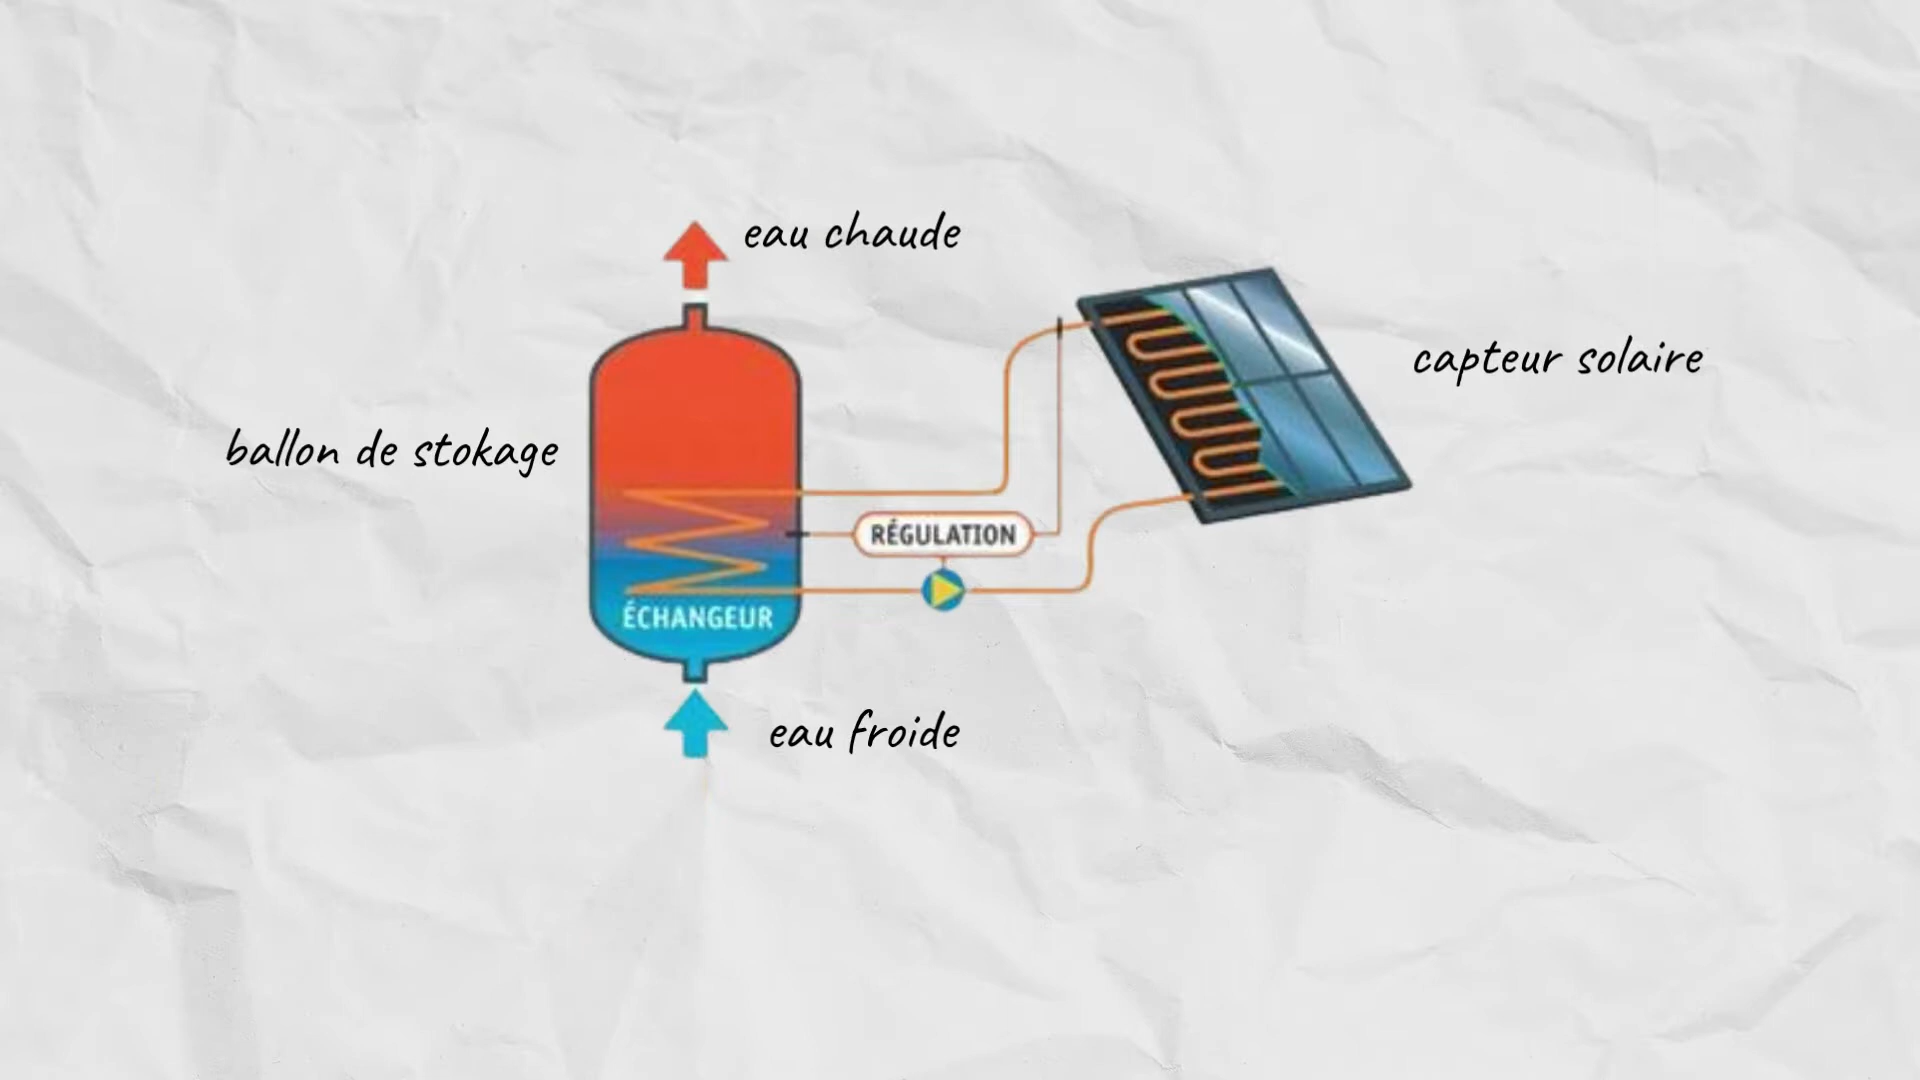 eau chaude
capteur solaire
ballon de stokage
RÉGULATION
ÉCHANGEUR
eau froide